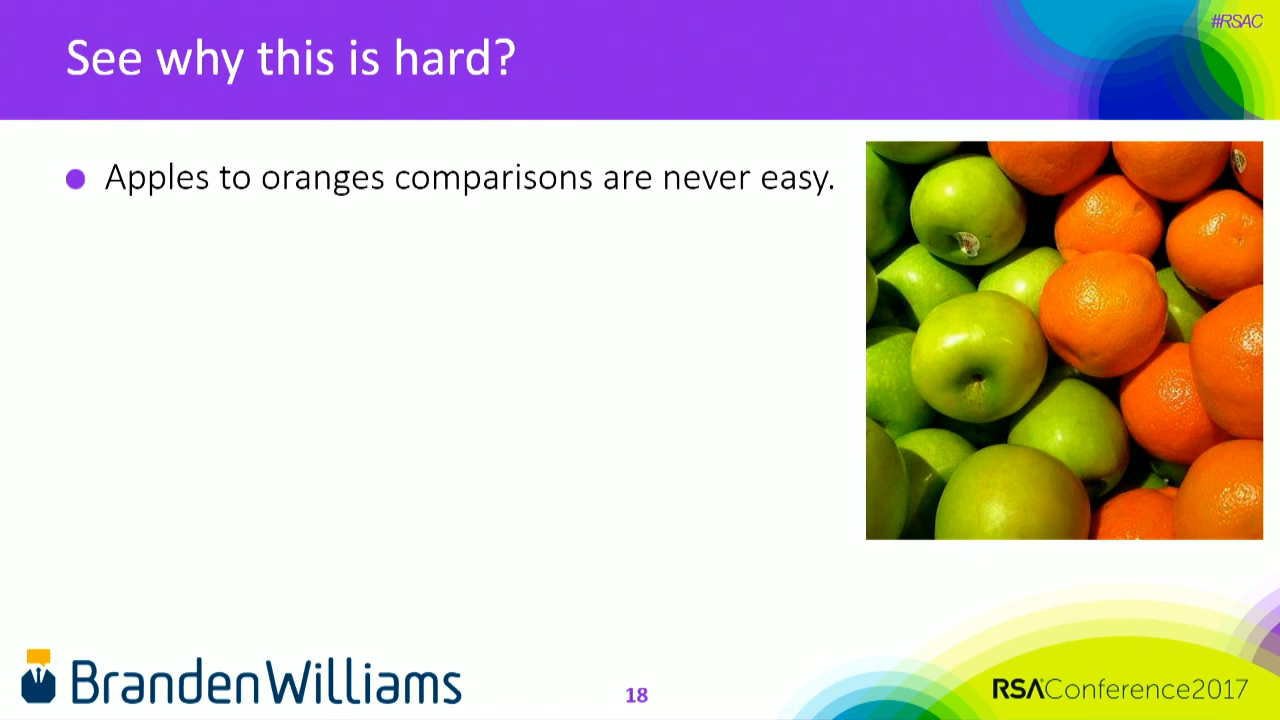 #RSAC
See why this is hard?
Apples to oranges comparisons are never easy.
BrandenWilliams
18
RSAConference2017